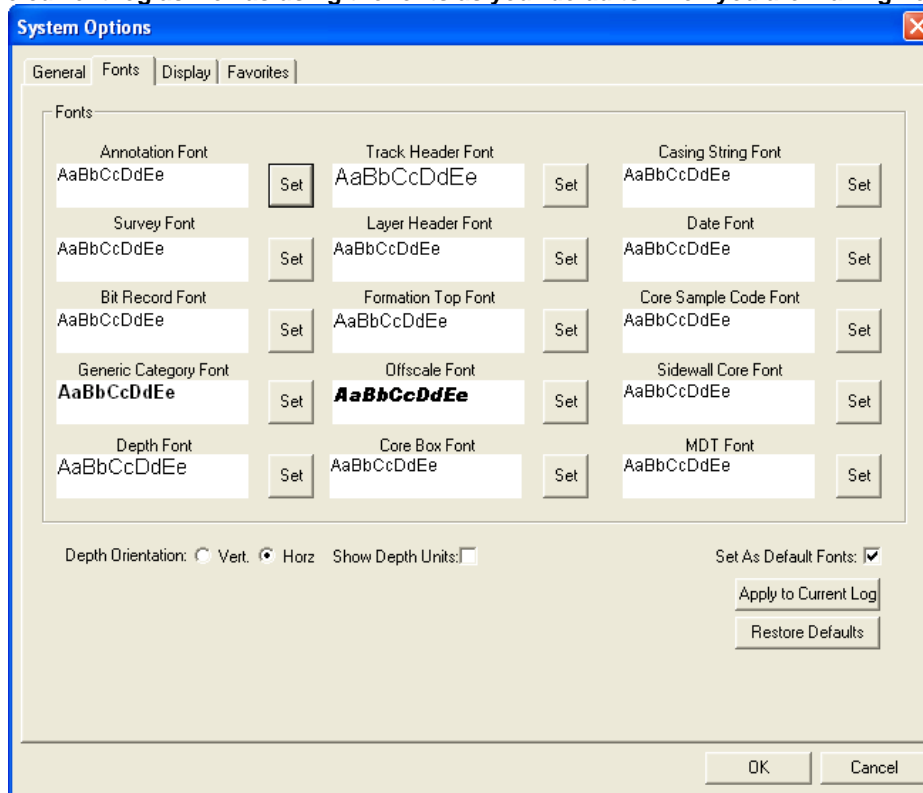 System Options
General Fonts Display Favorites
Fonts
Annotation Font Track Header Font Casing String Font
AaBbCcDdEe Set AaBbCcDdEe Set AaBbCcDdEe Set
Survey Font Layer Header Font Date Font
AaBbCcDdEe Set AaBbCcDdEe Set AaBbCcDdEe Set
Bit Record Font Formation Top Font Core Sample Code Font
AaBbCcDdEe Set AaBbCcDdEe Set AaBbCcDdEe Set
Generic Category Font Offscale Font Sidewall Core Font
AaBbCcDdEe Set AaBbCcDdEe Set AaBbCcDdEe Set
Depth Font Core Box Font MDT Font
AaBbCcDdEe Set AaBbCcDdEe Set AaBbCcDdEe Set
Depth Orientation: Vert. Horz Show Depth Units: Set As Default Fonts:
Apply to Current Log
Restore Defaults
OK Cancel